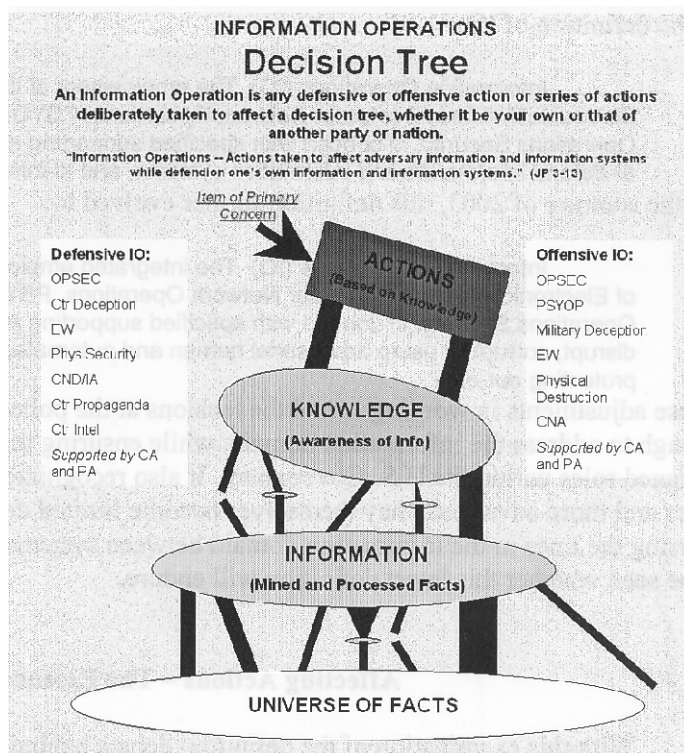 INFORMATION OPERATIONS
Decision Tree
An Information Operation is any defensive or offensive action or series of actions
deliberately taken to affect a decision tree, whether it be your own or that of
another party or nation.
"Information Operations -- Actions taken to affect adversary information and information systems
while defendion one's own information and information systems." (JP 3-13)
Item of Primary
Concern
Defensive IO:
OPSEC
Ctr Deception
EW
Phys Security
CND/IA
Ctr Propaganda
Ctr Intel
Supported by CA
and PA
ACTIONS
(Based on Knowledge)
KNOWLEDGE
(Awareness of Info)
INFORMATION
(Mined and Processed Facts)
UNIVERSE OF FACTS
Offensive IO:
OPSEC
PSYOP
Military Deception
EW
Physical
Destruction
CNA
Supported by CA
and PA